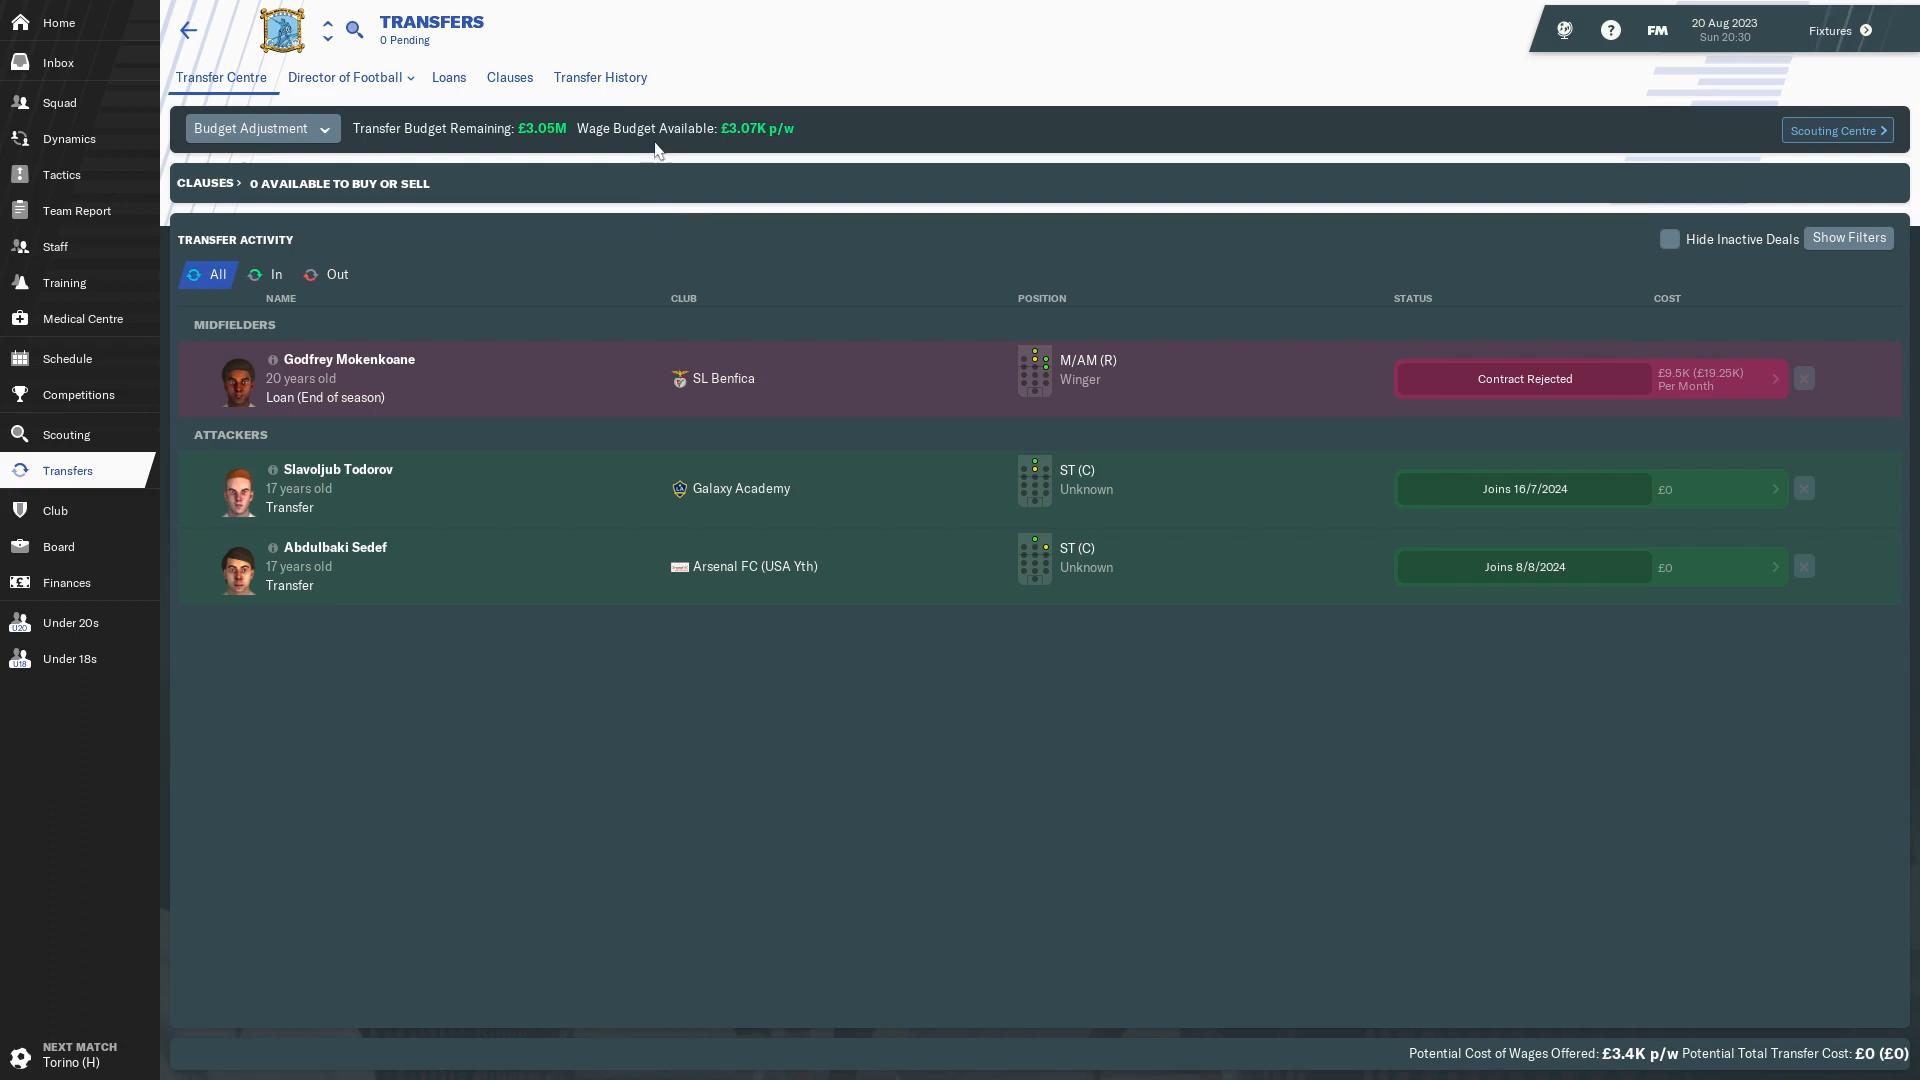 Home
Inbox
Squad
Dynamics
Tactics
Team Report
Staff
Training
Medical Centre
Schedule
Competitions
Scouting
Transfers
Club
Board
Finances
U20
Under 20s
U18
Under 18s
NEXT MATCH
Torino (H)
TRANSFERS
0 Pending
FM
20 Aug 2023
Sun 20:30
Fixtures
Transfer Centre
Director of Football
Loans
Clauses
Transfer History
Budget Adjustment
Transfer Budget Remaining: £3.05M
Wage Budget Available: £3.07K p/w
Scouting Centre
CLAUSES > 0 AVAILABLE TO BUY OR SELL
TRANSFER ACTIVITY
Hide Inactive Deals
Show Filters
All
In
Out
NAME
CLUB
POSITION
STATUS
COST
MIDFIELDERS
Godfrey Mokenkoane
20 years old
Loan (End of season)
SL Benfica
M/AM (R)
Winger
Contract Rejected
£9.5K (£19.25K)
Per Month
ATTACKERS
Slavoljub Todorov
17 years old
Transfer
Galaxy Academy
ST (C)
Unknown
Joins 16/7/2024
£0
Abdulbaki Sedef
17 years old
Transfer
Arsenal FC (USA Yth)
ST (C)
Unknown
Joins 8/8/2024
£0
Potential Cost of Wages Offered: £3.4K p/w Potential Total Transfer Cost: £0 (£0)